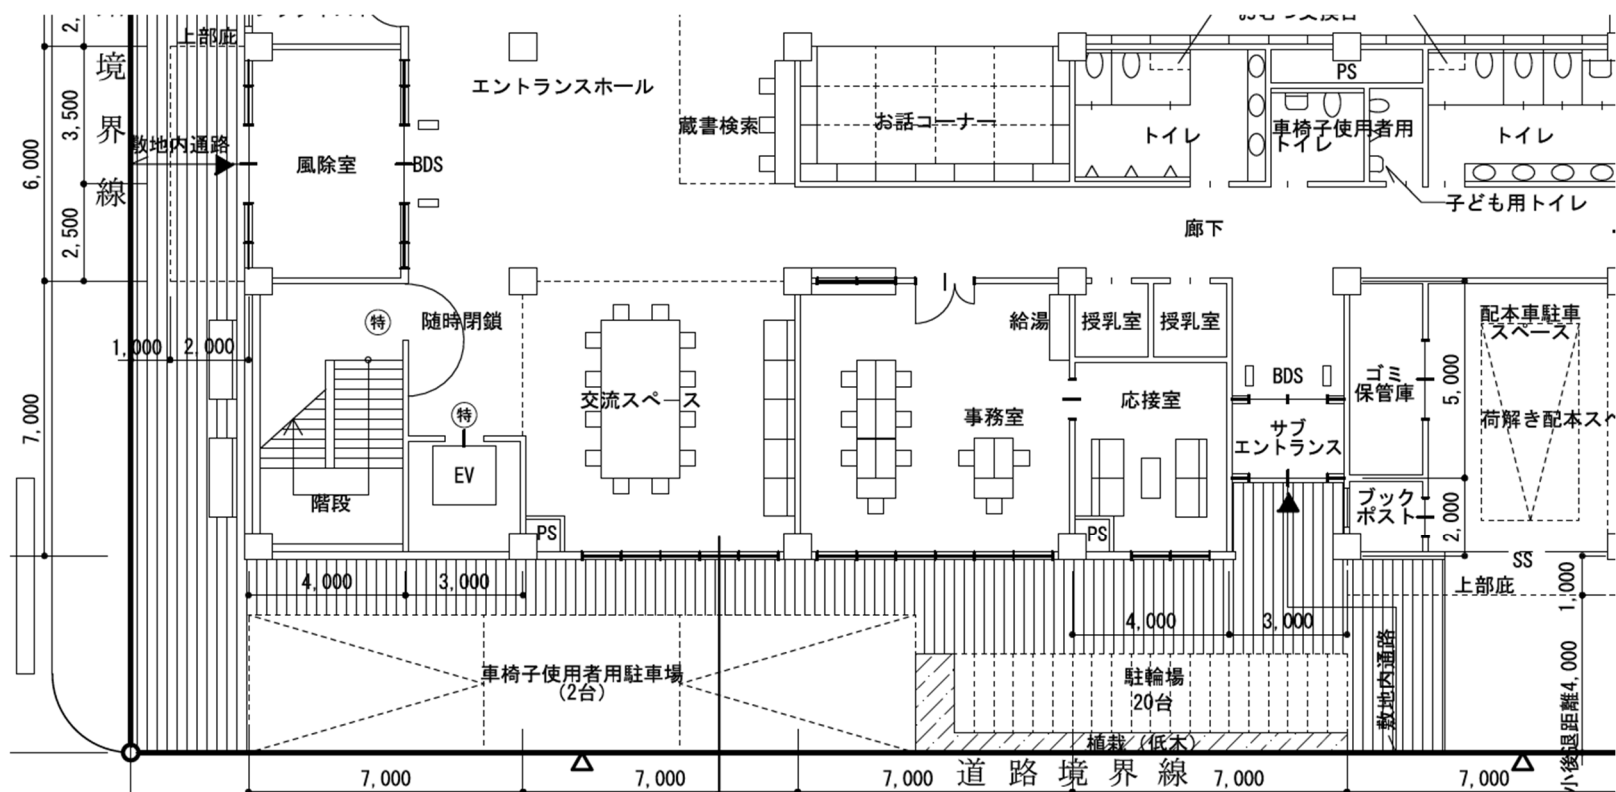 上部庇
境
界
線
3,500
6,000
2,500
敷地内通路
風除室
BDS
エントランスホール
蔵書検索
お話コーナー
トイレ
PS
車椅子使用者用
トイレ
トイレ
子ども用トイレ
廊下
1,000
2,000
7,000
特
随時閉鎖
特
EV
階段
PS
交流スペース
事務室
給湯
授乳室
授乳室
応接室
PS
BDS
サブ
エントランス
ゴミ
保管庫
ブック
ポスト
5,000
2,000
配本車駐車
スペース
荷解き配本スペ
SS
上部庇
1,000
4,000
3,000
4,000
3,000
車椅子使用者用駐車場
(2台)
駐輪場
20台
植栽(低木)
敷地内通路
小後退距離4,000
道路境界線
7,000
7,000
7,000
7,000
7,000